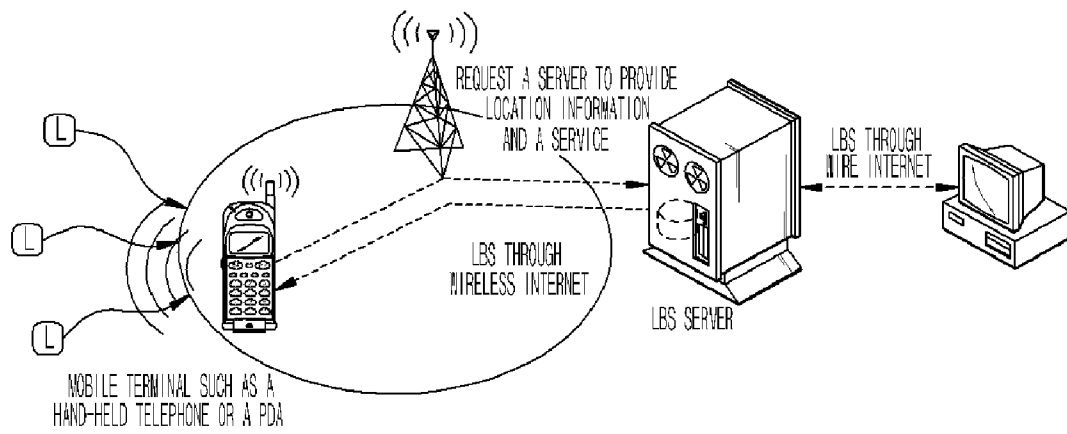 REQUEST A SERVER TO PROVIDE
LOCATION INFORMATION
AND A SERVICE
L
LBS THROUGH
WIRE INTERNET
L
LBS THROUGH
WIRELESS INTERNET
LBS SERVER
L
MOBILE TERMINAL SUCH AS A
HAND-HELD TELEPHONE OR A PDA